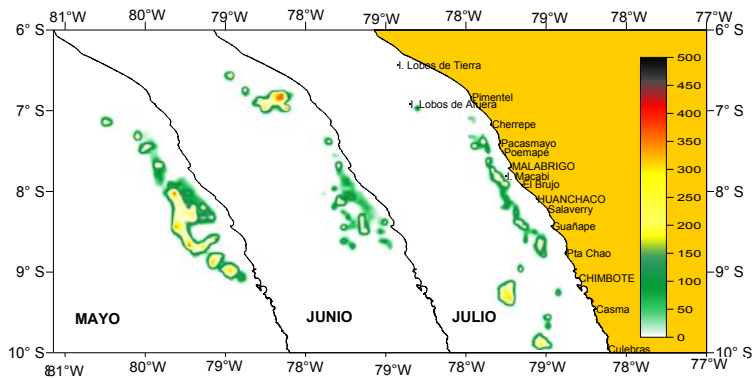 81°W 80°W 79°W 78°W 79°W 78°W 79°W 78°W 77°W
6° S 6° S
7° S 7° S
8° S 8° S
9° S 9° S
10° S 10° S
I. Lobos de Tierra
I. Lobos de Afuera
Pimentel
Cherrepe
Pacasmayo
Poemapé
MALABRIGO
I. Macabi
El Brujo
HUANCHACO
Salaverry
Guañape
Pta Chao
CHIMBOTE
Casma
Culebras
500
450
400
350
300
250
200
150
100
50
0
MAYO JUNIO JULIO
81°W 80°W 79°W 78°W 79°W 78°W 79°W 78°W 77°W